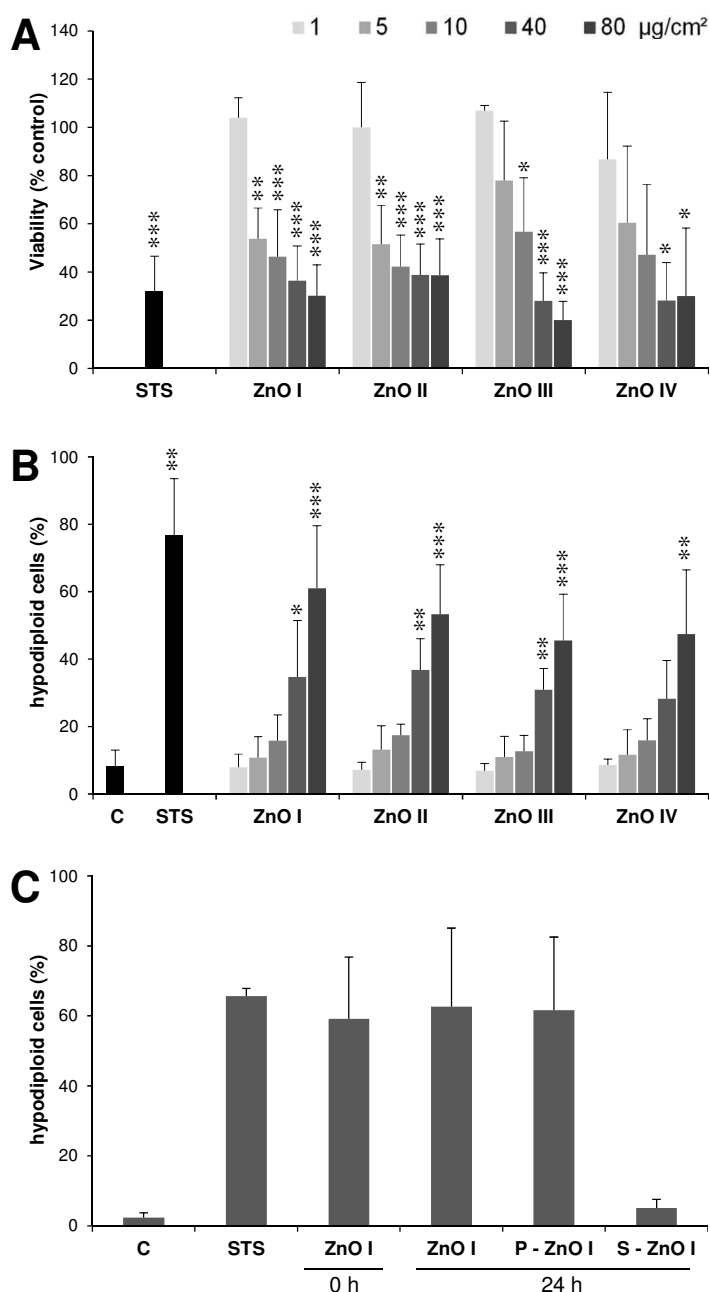 A
1 5 10 40 80 µg/cm²
Viability (% control)
140
120
100
80
60
40
20
0
*** ** *** *** *** ** *** *** *** * *** *** * *
STS ZnO I ZnO II ZnO III ZnO IV
B
hypodiploid cells (%)
100
80
60
40
20
0
** * *** ** *** ** *** **
C STS ZnO I ZnO II ZnO III ZnO IV
C
hypodiploid cells (%)
100
80
60
40
20
0
C STS ZnO I ZnO I P - ZnO I S - ZnO I
0 h 24 h